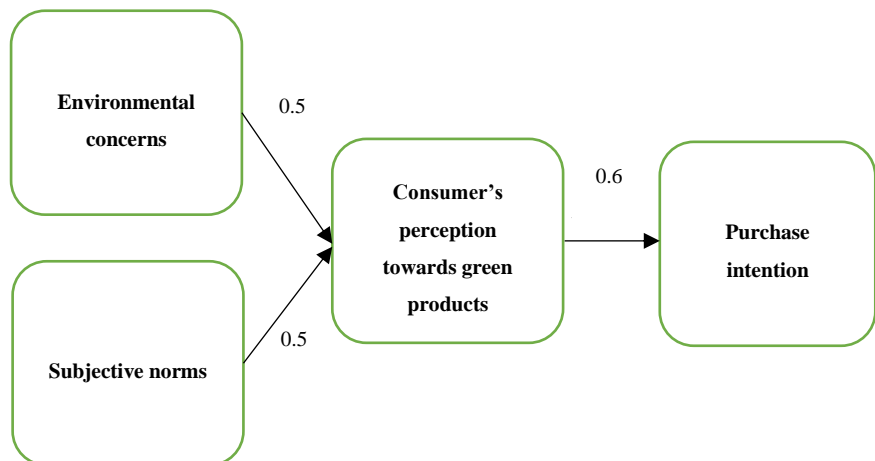 Environmental
concerns
0.5
Consumer’s
perception
towards green
products
0.6
Purchase
intention
Subjective norms
0.5